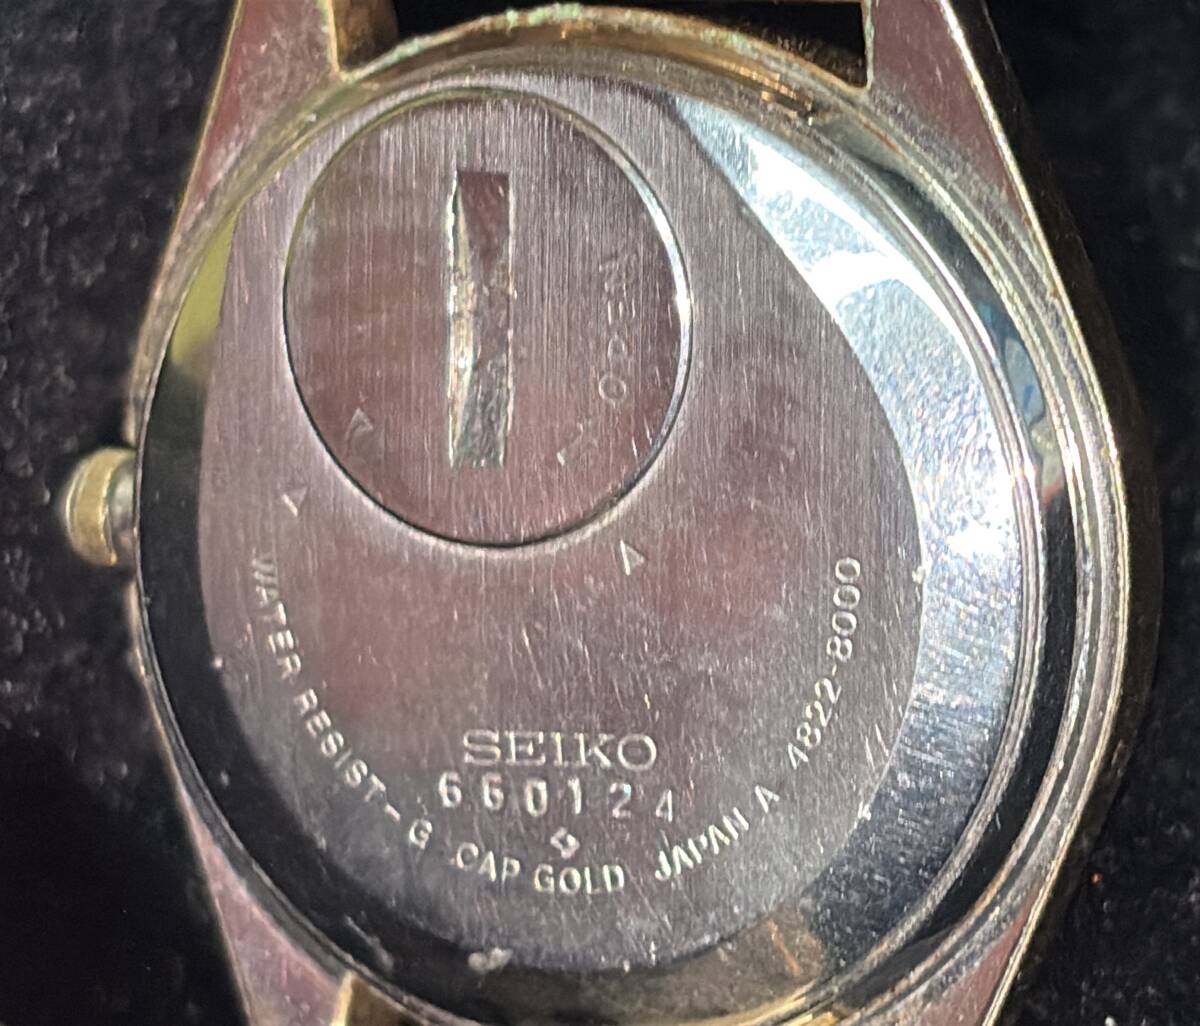 OPEN
SEIKO
660124
WATER RESIST-G CAP GOLD JAPAN A 4822-8000